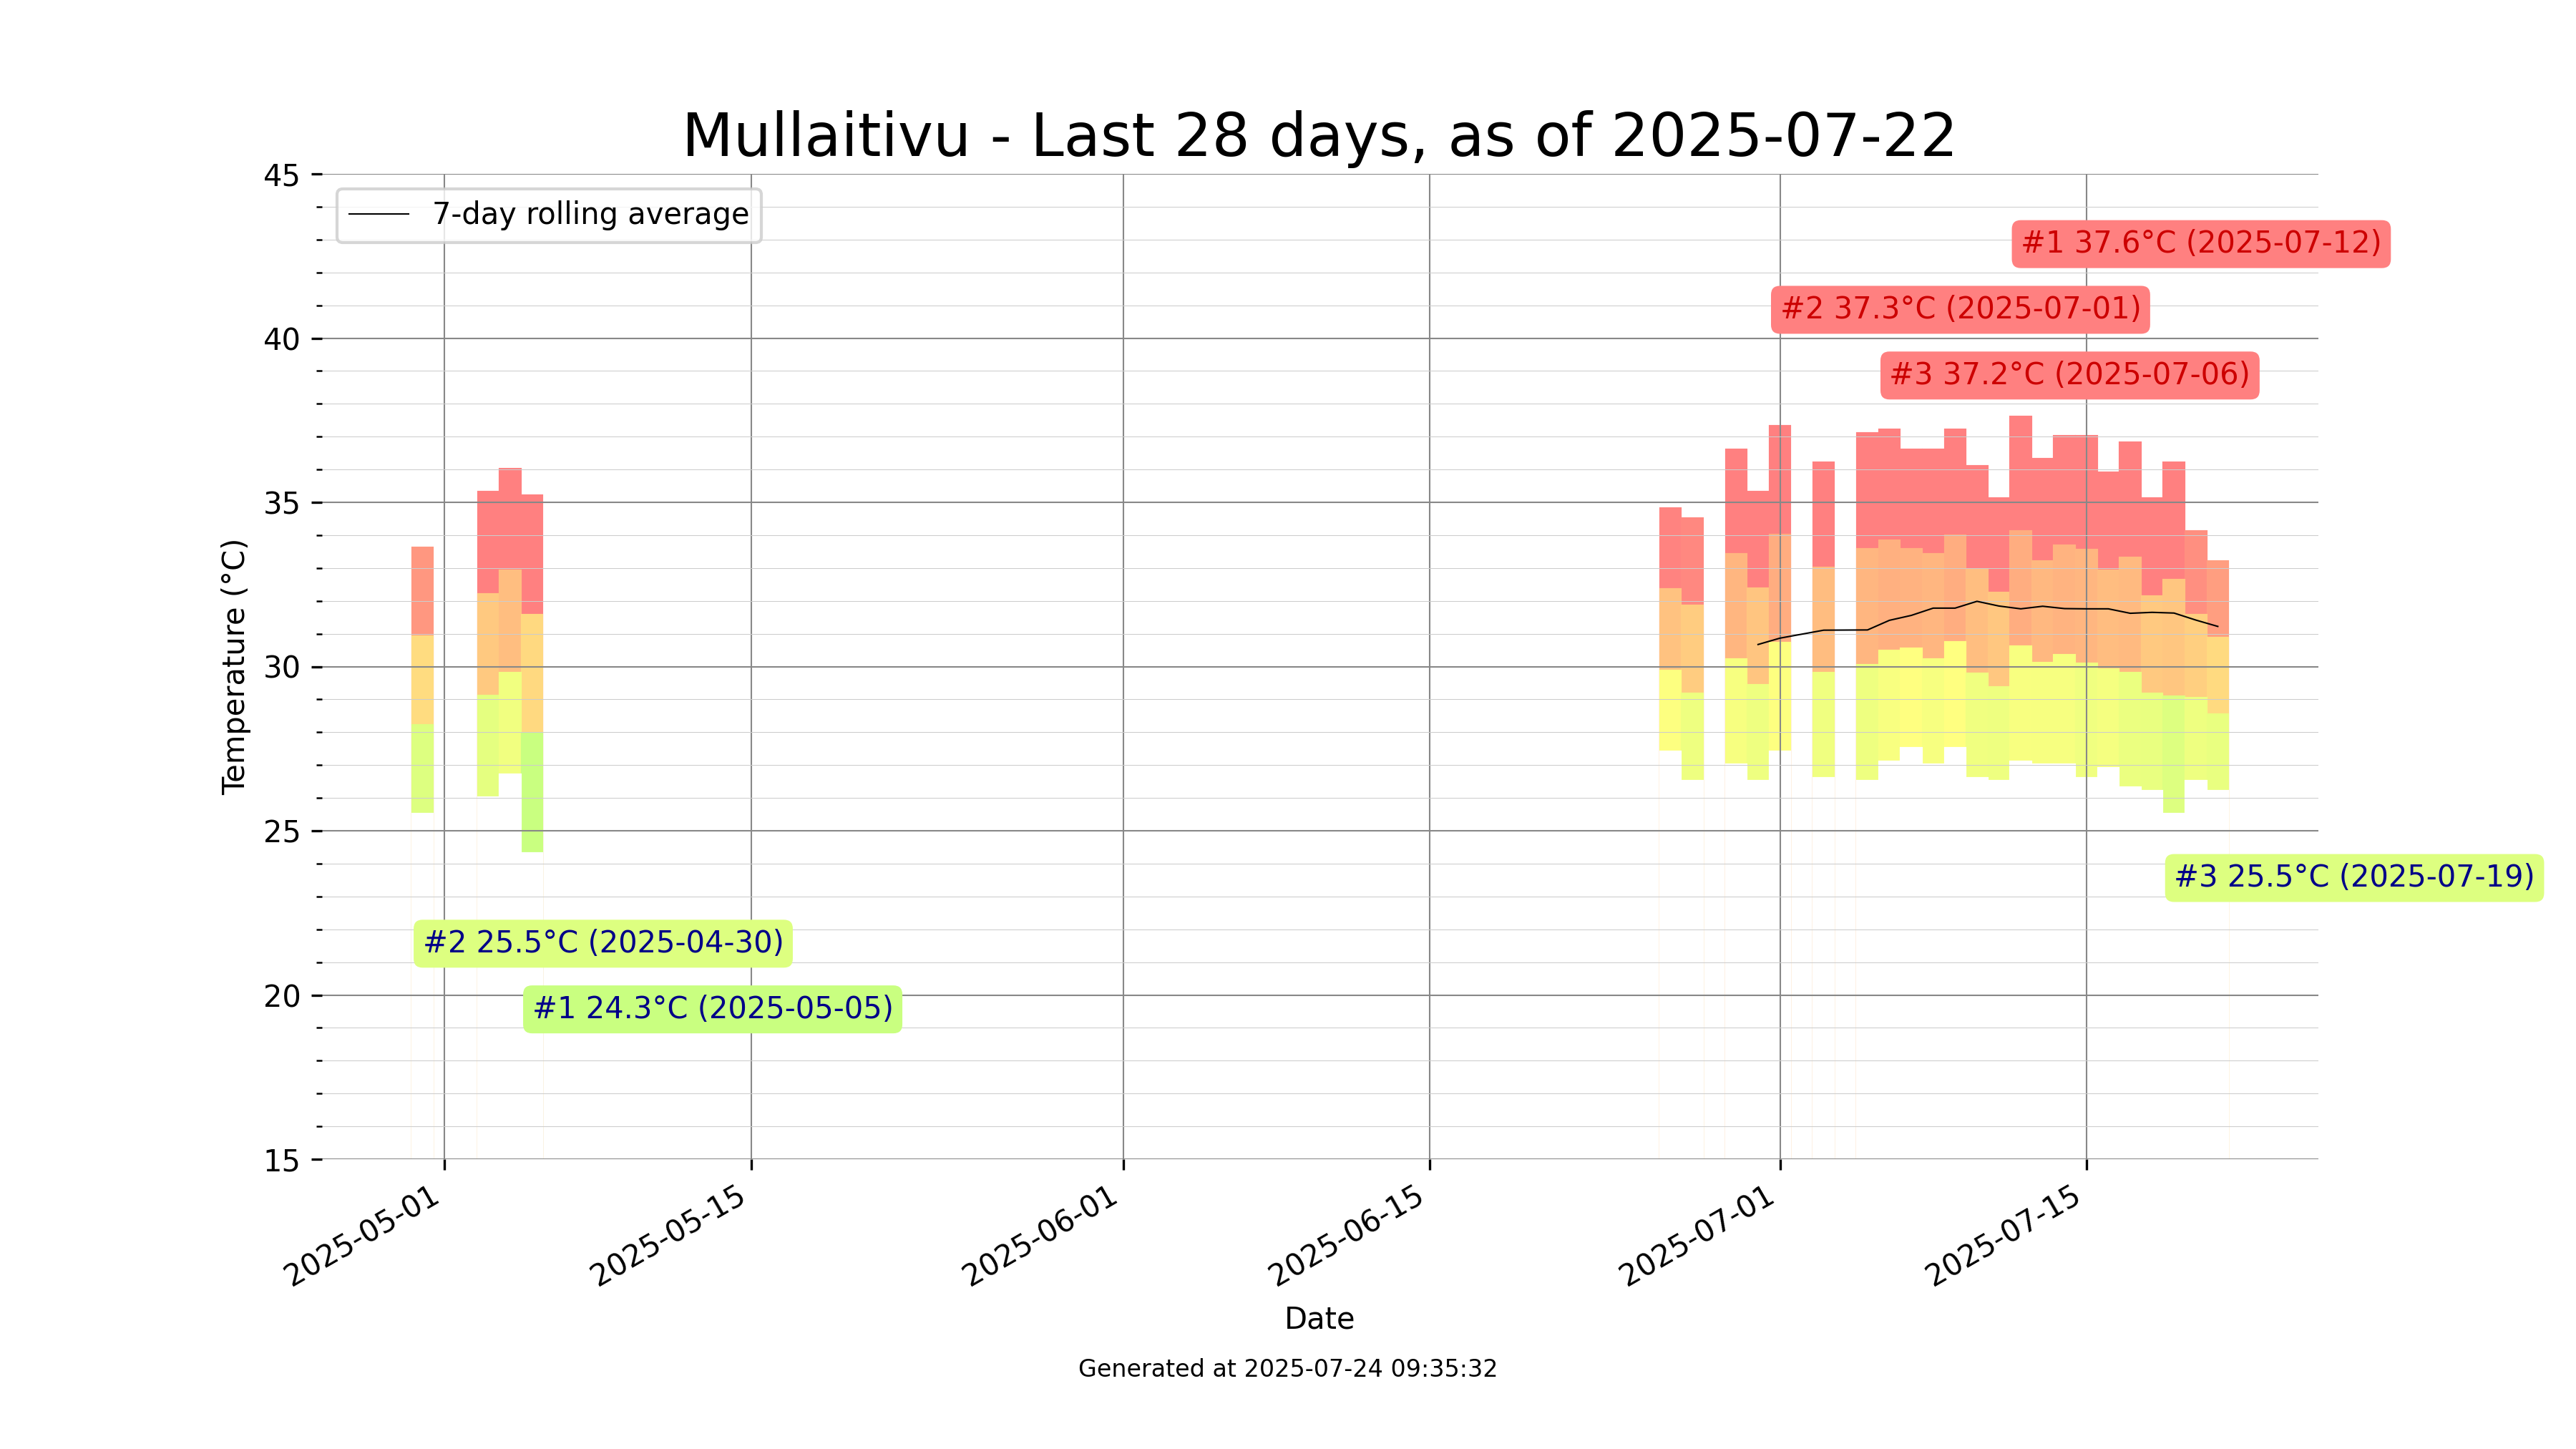 Mullaitivu - Last 28 days, as of 2025-07-22
45
7-day rolling average
#1 37.6°C (2025-07-12)
#2 37.3°C (2025-07-01)
40
#3 37.2°C (2025-07-06)
35
Temperature (°C)
30
25
#3 25.5°C (2025-07-19)
#2 25.5°C (2025-04-30)
20
#1 24.3°C (2025-05-05)
15
2025-05-01
2025-05-15
2025-06-01
2025-06-15
2025-07-01
2025-07-15
Date
Generated at 2025-07-24 09:35:32